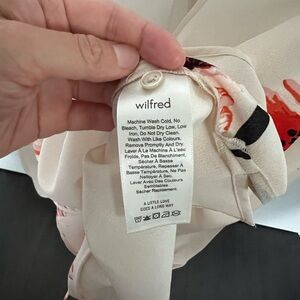 wilfred
Machine Wash Cold, No
Bleach, Tumble Dry Low, Low
Iron, Do Not Dry Clean.
Wash With Like Colours.
Remove Promptly And Dry.
Laver À La Machine À L'eau
Froide, Pas De Blanchiment,
Sécher À Basse
Température, Repasser À
Basse Température, Ne Pas
Nettoyer À Sec.
Laver Avec Des Couleurs
Semblables.
Sécher Rapidement.
A LITTLE LOVE
GOES A LONG WAY